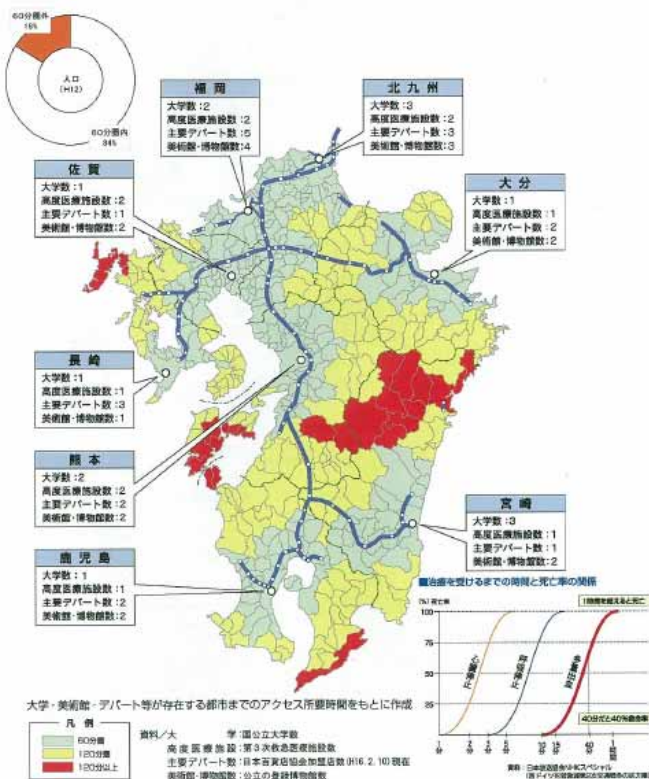 60分圏外
16%
人口
(H12)
60分圏内
84%
福岡
大学数:2
高度医療施設数:2
主要デパート数:5
美術館・博物館数:4
北九州
大学数:3
高度医療施設数:2
主要デパート数:3
美術館・博物館数:3
佐賀
大学数:1
高度医療施設数:2
主要デパート数:1
美術館・博物館数:2
大分
大学数:1
高度医療施設数:1
主要デパート数:2
美術館・博物館数:2
長崎
大学数:1
高度医療施設数:1
主要デパート数:3
美術館・博物館数:1
熊本
大学数:2
高度医療施設数:2
主要デパート数:2
美術館・博物館数:2
宮崎
大学数:3
高度医療施設数:1
主要デパート数:1
美術館・博物館数:2
鹿児島
大学数:1
高度医療施設数:1
主要デパート数:2
美術館・博物館数:2
■治療を受けるまでの時間と死亡率の関係
(%)死亡率
1時間を超えると死亡
100
75
50
25
心臓停止
呼吸停止
多量出血
40分だと40%
30
60
1
時間
資料:日本放送協会NHKスペシャル
大学・美術館・デパート等が存在する都市までのアクセス所要時間をもとに作成
凡例
60分圏
120分圏
120分以上
資料/大学:国公立大学数
高度医療施設:第3次救急医療施設数
主要デパート数:日本百貨店協会加盟店数(H16.2.10)現在
美術館・博物館数:公立の登録博物館数